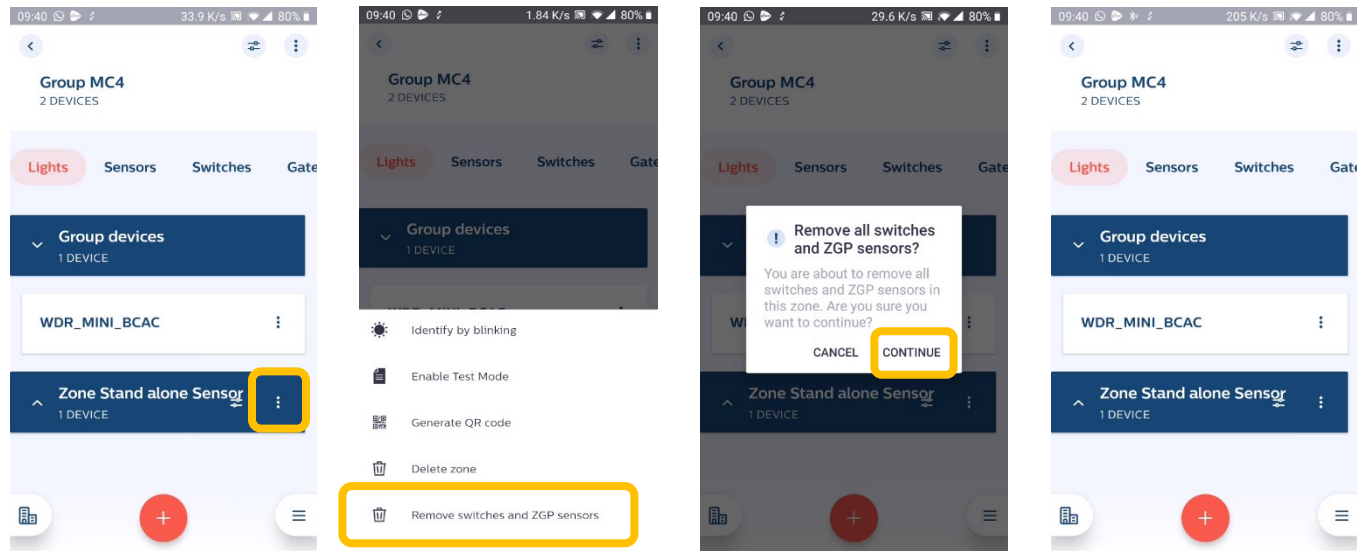 09:40 33.9 K/s 80%
Group MC4
2 DEVICES
Lights Sensors Switches Gate
Group devices
1 DEVICE
WDR_MINI_BCAC
Zone Stand alone Sensor
1 DEVICE
+
09:40 1.84 K/s 80%
Group MC4
2 DEVICES
Lights Sensors Switches Gate
Group devices
1 DEVICE
Identify by blinking
Enable Test Mode
Generate QR code
Delete zone
Remove switches and ZGP sensors
09:40 29.6 K/s 80%
Group MC4
2 DEVICES
Lights Sensors Switches Gate
Remove all switches
and ZGP sensors?
You are about to remove all
switches and ZGP sensors in
this zone. Are you sure you
want to continue?
CANCEL CONTINUE
Zone Stand alone Sensor
1 DEVICE
+
09:40 205 K/s 80%
Group MC4
2 DEVICES
Lights Sensors Switches Gate
Group devices
1 DEVICE
WDR_MINI_BCAC
Zone Stand alone Sensor
1 DEVICE
+